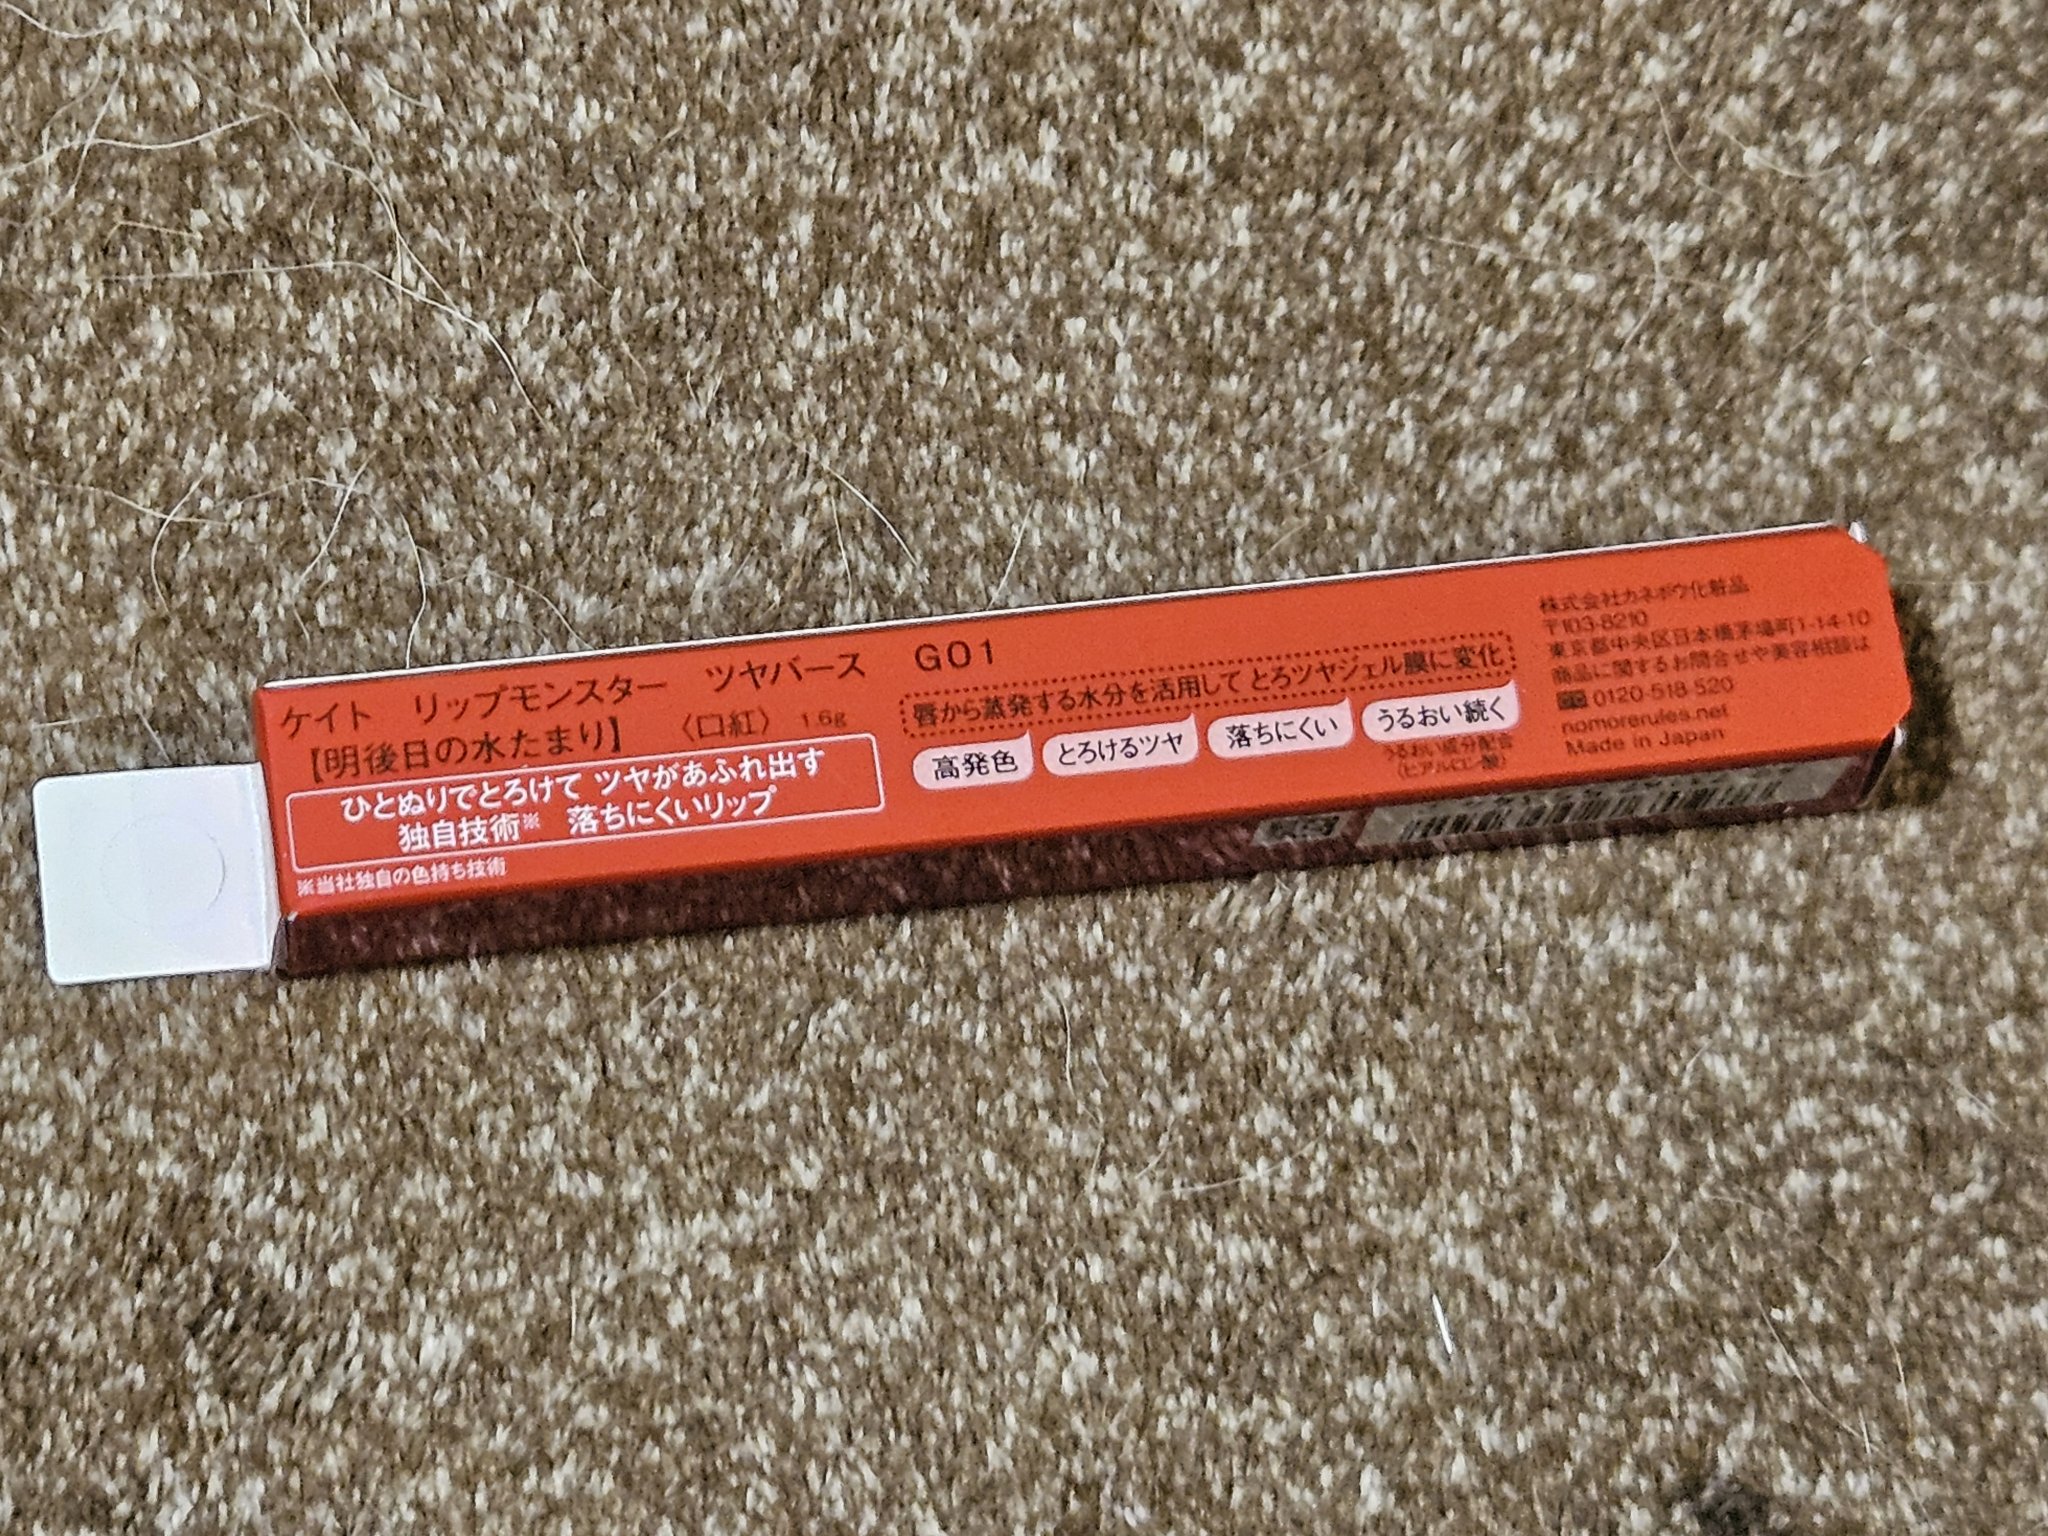 ケイト　リップモンスター　ツヤバース　G01
【明後日の水たまり】　〈口紅〉　1.6g
ひとぬりでとろけて ツヤがあふれ出す
独自技術※　落ちにくいリップ
※当社独自の色持ち技術
唇から蒸発する水分を活用して とろツヤジェル膜に変化
高発色
とろけるツヤ
落ちにくい
うるおい続く
うるおい成分配合
(ヒアルロン酸)
株式会社カネボウ化粧品
〒103-8210
東京都中央区日本橋茅場町1-14-10
商品に関するお問合せや美容相談は
0120-518-520
nomorerules.net
Made in Japan